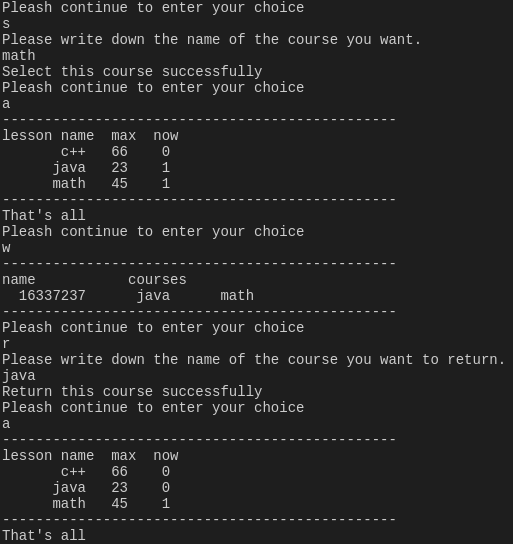 Pleash continue to enter your choice
s
Please write down the name of the course you want.
math
Select this course successfully
Pleash continue to enter your choice
a
-----------------------------------------------
lesson name  max  now
       c++   66    0
      java   23    1
      math   45    1
-----------------------------------------------
That's all
Pleash continue to enter your choice
w
-----------------------------------------------
name           courses
  16337237      java      math
-----------------------------------------------
Pleash continue to enter your choice
r
Please write down the name of the course you want to return.
java
Return this course successfully
Pleash continue to enter your choice
a
-----------------------------------------------
lesson name  max  now
       c++   66    0
      java   23    0
      math   45    1
-----------------------------------------------
That's all